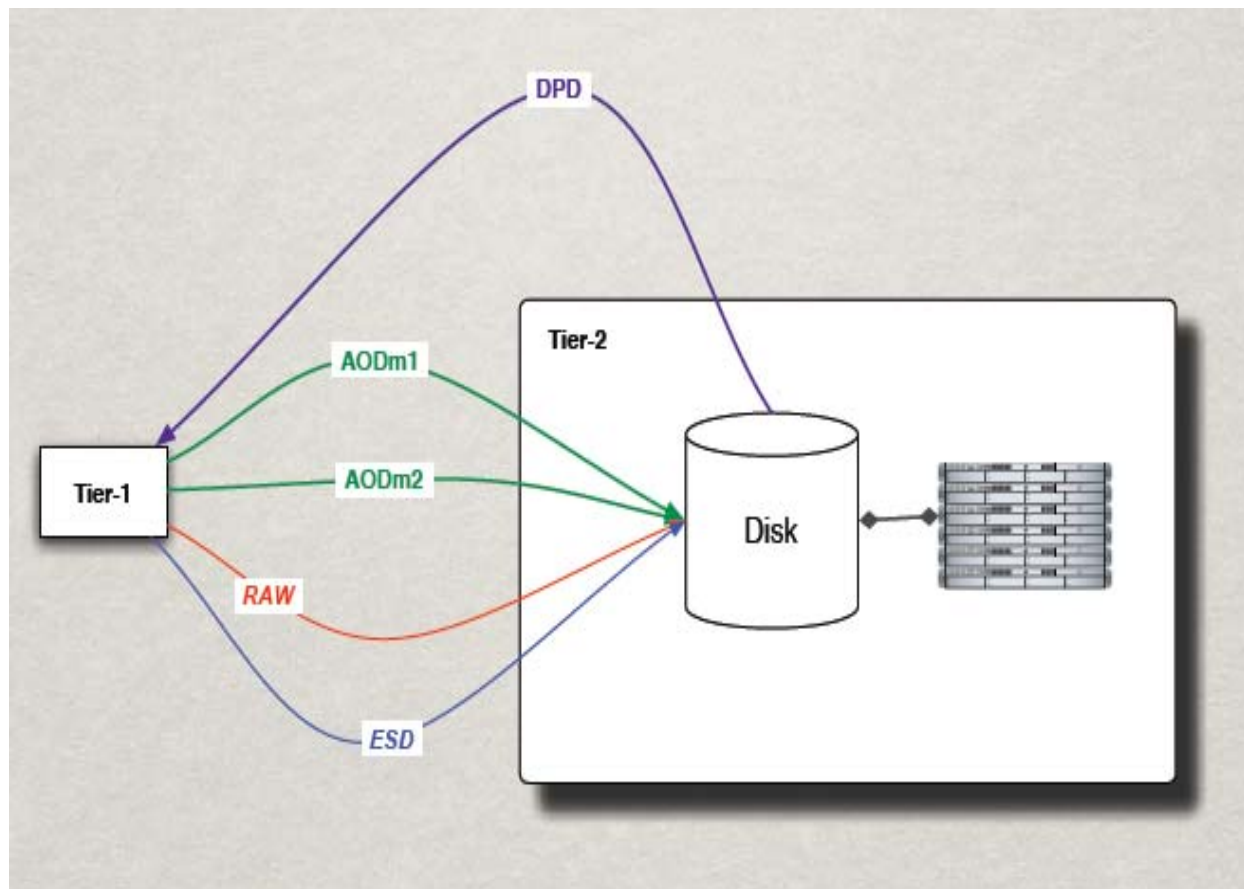 DPD
Tier-2
AODm1
Tier-1
AODm2
Disk
RAW
ESD